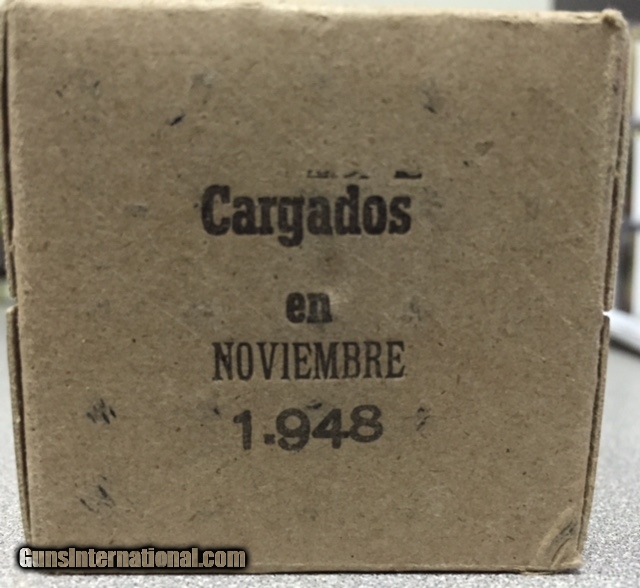 Cargados
en
NOVIEMBRE
1.948
GunsInternational.com